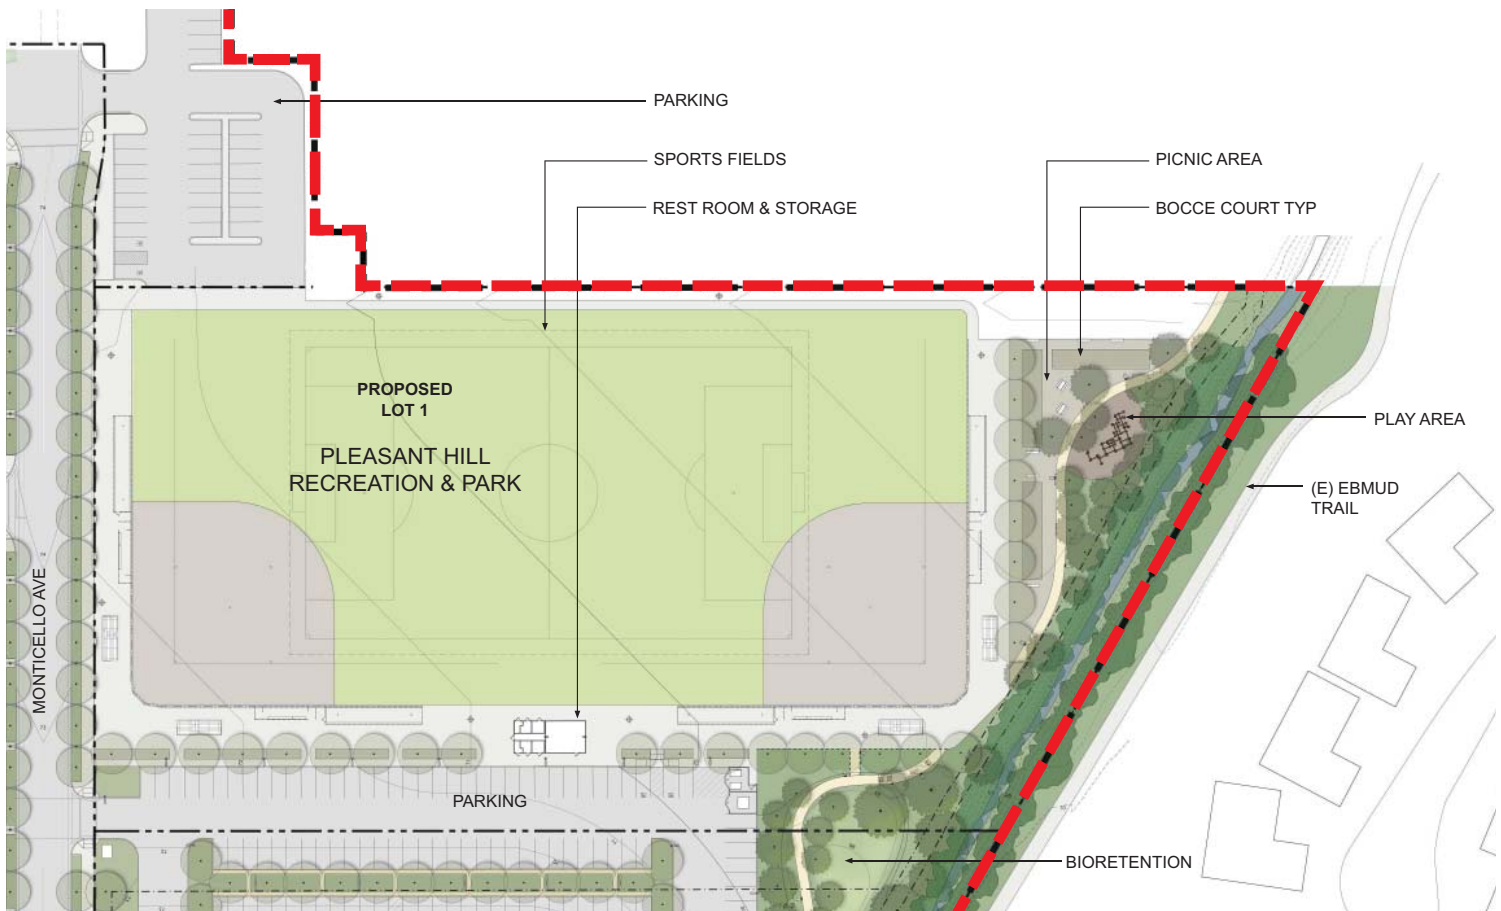 PARKING
SPORTS FIELDS
PICNIC AREA
REST ROOM & STORAGE
BOCCE COURT TYP
PROPOSED
LOT 1
PLEASANT HILL
RECREATION & PARK
PLAY AREA
(E) EBMUD
TRAIL
MONTICELLO AVE
PARKING
BIORETENTION